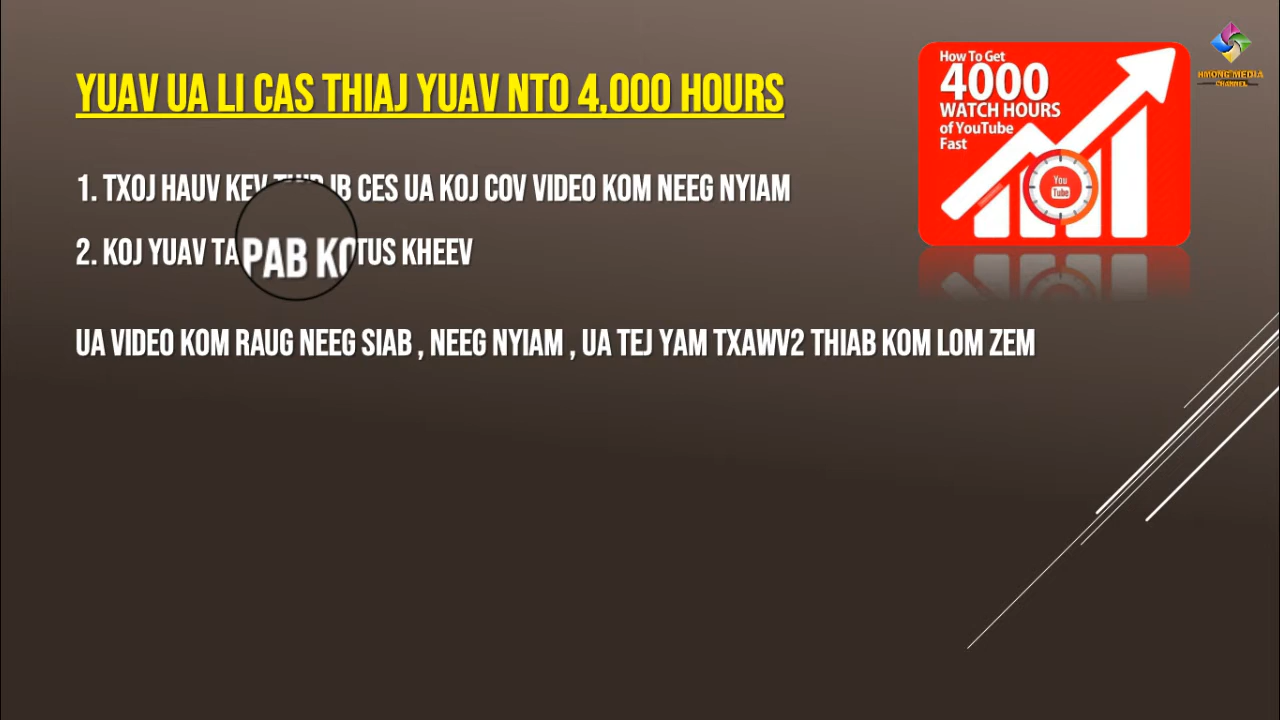 YUAV UA LI CAS THIAJ YUAV NTO 4,000 HOURS
1. TXOJ HAUV KEV IB CES UA KOJ COV VIDEO KOM NEEG NYIAM
2. KOJ YUAV PAB TUS KHEEV
UA VIDEO KOM RAUG NEEG SIAB , NEEG NYIAM , UA TEJ YAM TXAWV2 THIAB KOM LOM ZEM
How To Get
4000
WATCH HOURS
of YouTube
Fast
You
Tube
HMONG MEDIA
CHANNEL